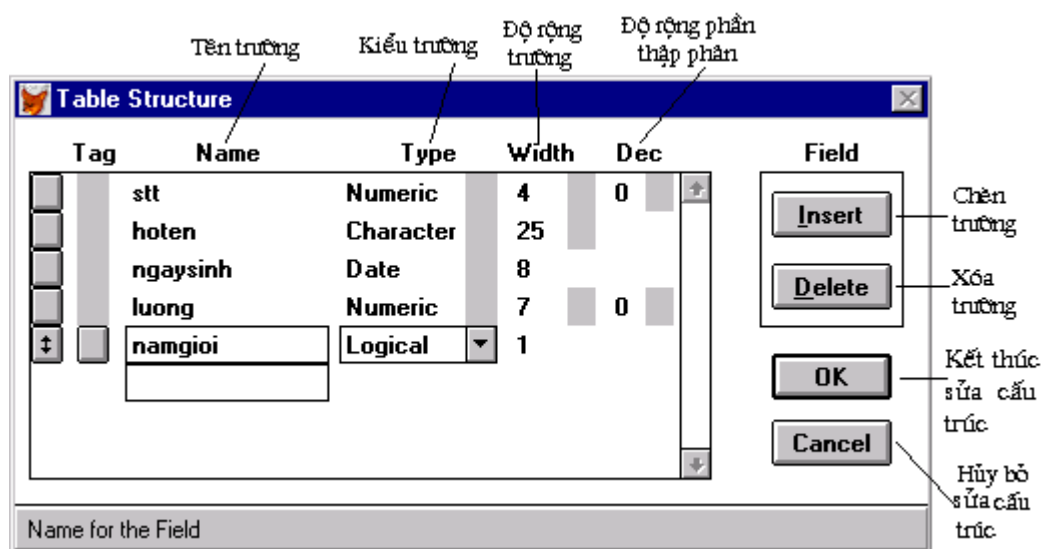 Tên trường
Kiểu trường
Độ rộng
trường
Độ rộng phần
thập phân
Table Structure
Tag Name Type Width Dec Field
stt Numeric 4 0
hoten Character 25
ngaysinh Date 8
luong Numeric 7 0
namgioi Logical 1
Insert
Delete
OK
Cancel
Chèn
trường
Xóa
trường
Kết thúc
sửa cấu
trúc
Hủy bỏ
sửa cấu
trúc
Name for the Field